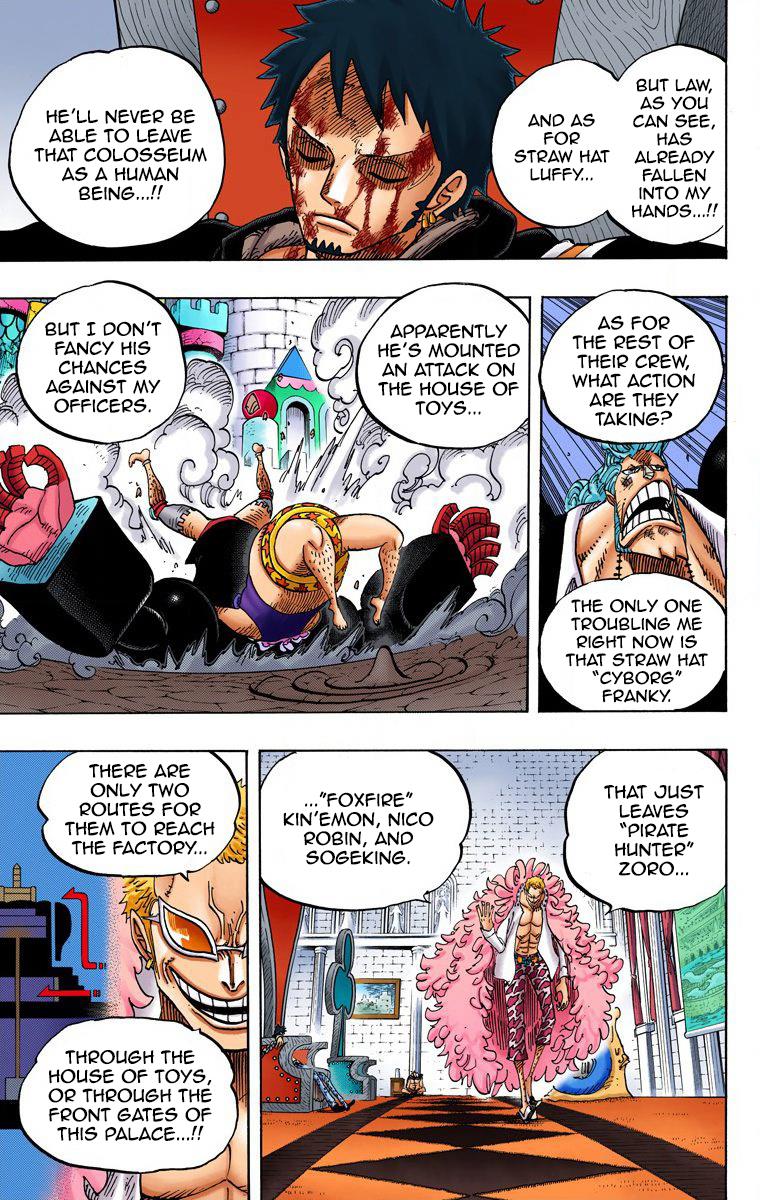 BUT LAW,
AS YOU
CAN SEE,
HAS
ALREADY
FALLEN
INTO MY
HANDS...!!
AND AS
FOR
STRAW HAT
LUFFY...
HE'LL NEVER BE
ABLE TO LEAVE
THAT COLOSSEUM
AS A HUMAN
BEING...!!
AS FOR
THE REST OF
THEIR CREW,
WHAT ACTION
ARE THEY
TAKING?
THE ONLY ONE
TROUBLING ME
RIGHT NOW IS
THAT STRAW HAT
"CYBORG"
FRANKY.
APPARENTLY
HE'S MOUNTED
AN ATTACK ON
THE HOUSE OF
TOYS...
BUT I DON'T
FANCY HIS
CHANCES
AGAINST MY
OFFICERS.
THAT JUST
LEAVES
"PIRATE
HUNTER"
ZORO...
..."FOXFIRE"
KIN'EMON, NICO
ROBIN, AND
SOGEKING.
THERE ARE
ONLY TWO
ROUTES FOR
THEM TO REACH
THE FACTORY...
THROUGH THE
HOUSE OF TOYS,
OR THROUGH THE
FRONT GATES OF
THIS PALACE...!!